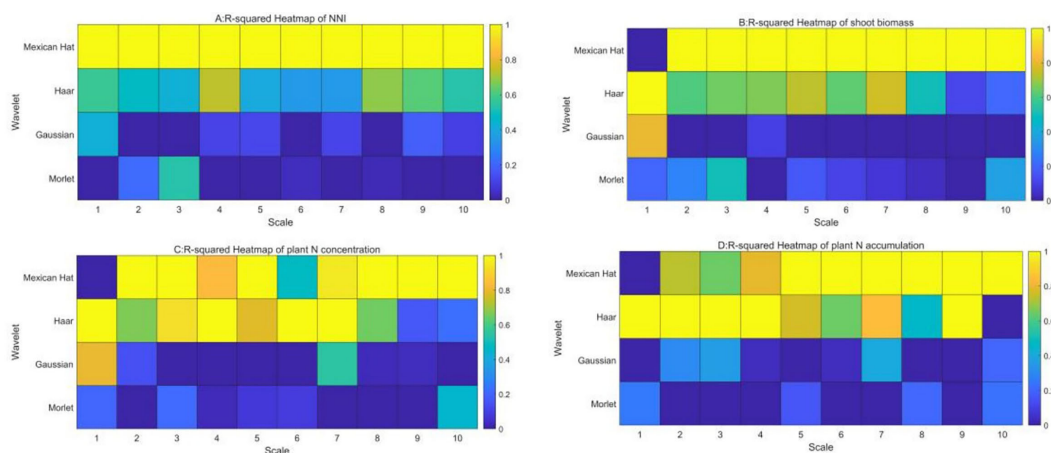 A:R-squared Heatmap of NNI
Mexican Hat
Haar
Gaussian
Morlet
Wavelet
1 2 3 4 5 6 7 8 9 10
Scale
1
0.8
0.6
0.4
0.2
0
B:R-squared Heatmap of shoot biomass
Mexican Hat
Haar
Gaussian
Morlet
Wavelet
1 2 3 4 5 6 7 8 9 10
Scale
1
0
C:R-squared Heatmap of plant N concentration
Mexican Hat
Haar
Gaussian
Morlet
Wavelet
1 2 3 4 5 6 7 8 9 10
Scale
1
0.8
0.6
0.4
0.2
0
D:R-squared Heatmap of plant N accumulation
Mexican Hat
Haar
Gaussian
Morlet
Wavelet
1 2 3 4 5 6 7 8 9 10
Scale
1
0